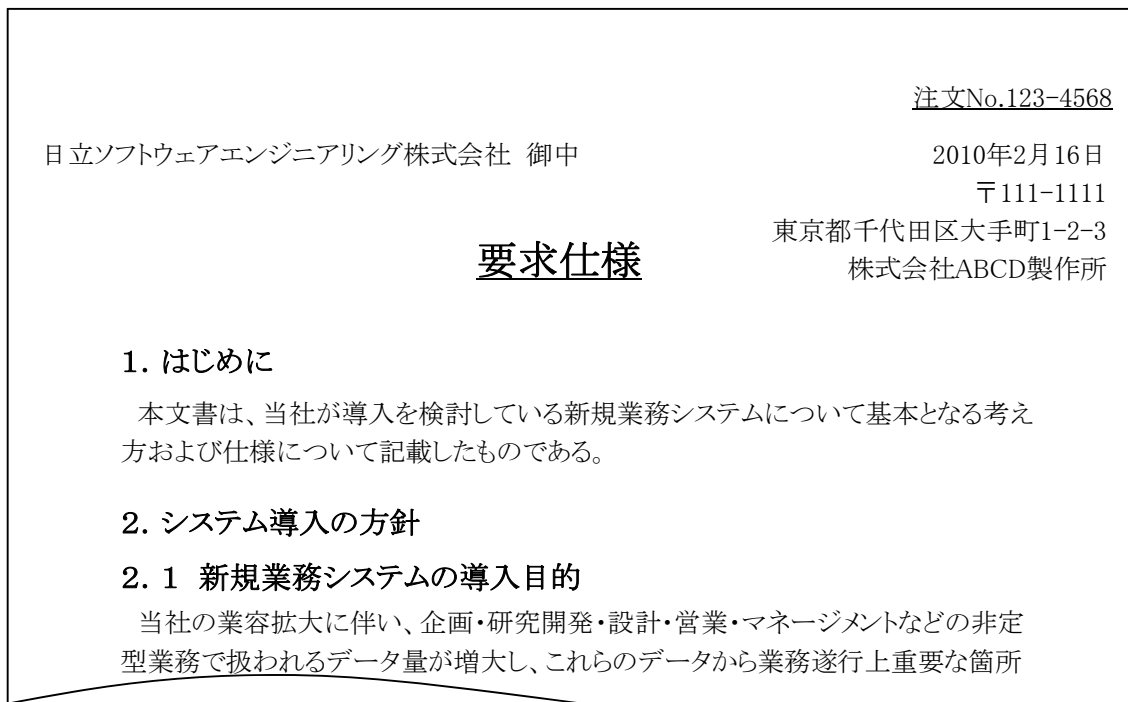 注文No.123-4568
日立ソフトウェアエンジニアリング株式会社 御中
2010年2月16日
〒111-1111
東京都千代田区大手町1-2-3
株式会社ABCD製作所
要求仕様
1. はじめに
本文書は、当社が導入を検討している新規業務システムについて基本となる考え
方および仕様について記載したものである。
2. システム導入の方針
2. 1 新規業務システムの導入目的
当社の業容拡大に伴い、企画・研究開発・設計・営業・マネージメントなどの非定
型業務で扱われるデータ量が増大し、これらのデータから業務遂行上重要な箇所